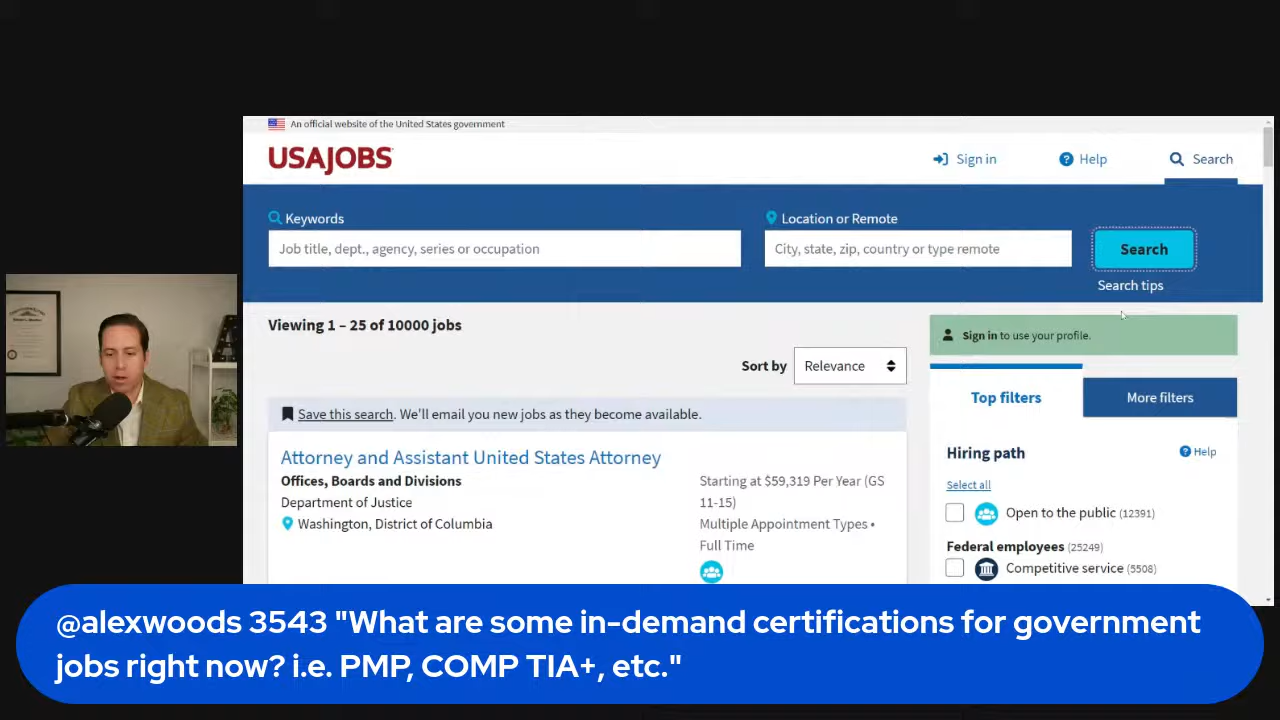 An official website of the United States government
USAJOBS
Sign in
Help
Search
Keywords
Location or Remote
Job title, dept., agency, series or occupation
City, state, zip, country or type remote
Search
Search tips
Viewing 1 – 25 of 10000 jobs
Sign in to use your profile.
Sort by
Relevance
Top filters
More filters
Save this search. We'll email you new jobs as they become available.
Hiring path
Help
Select all
Attorney and Assistant United States Attorney
Offices, Boards and Divisions
Department of Justice
Washington, District of Columbia
Starting at $59,319 Per Year (GS
11-15)
Multiple Appointment Types •
Full Time
Open to the public (12391)
Federal employees (25249)
Competitive service (5508)
@alexwoods 3543 "What are some in-demand certifications for government
jobs right now? i.e. PMP, COMP TIA+, etc."